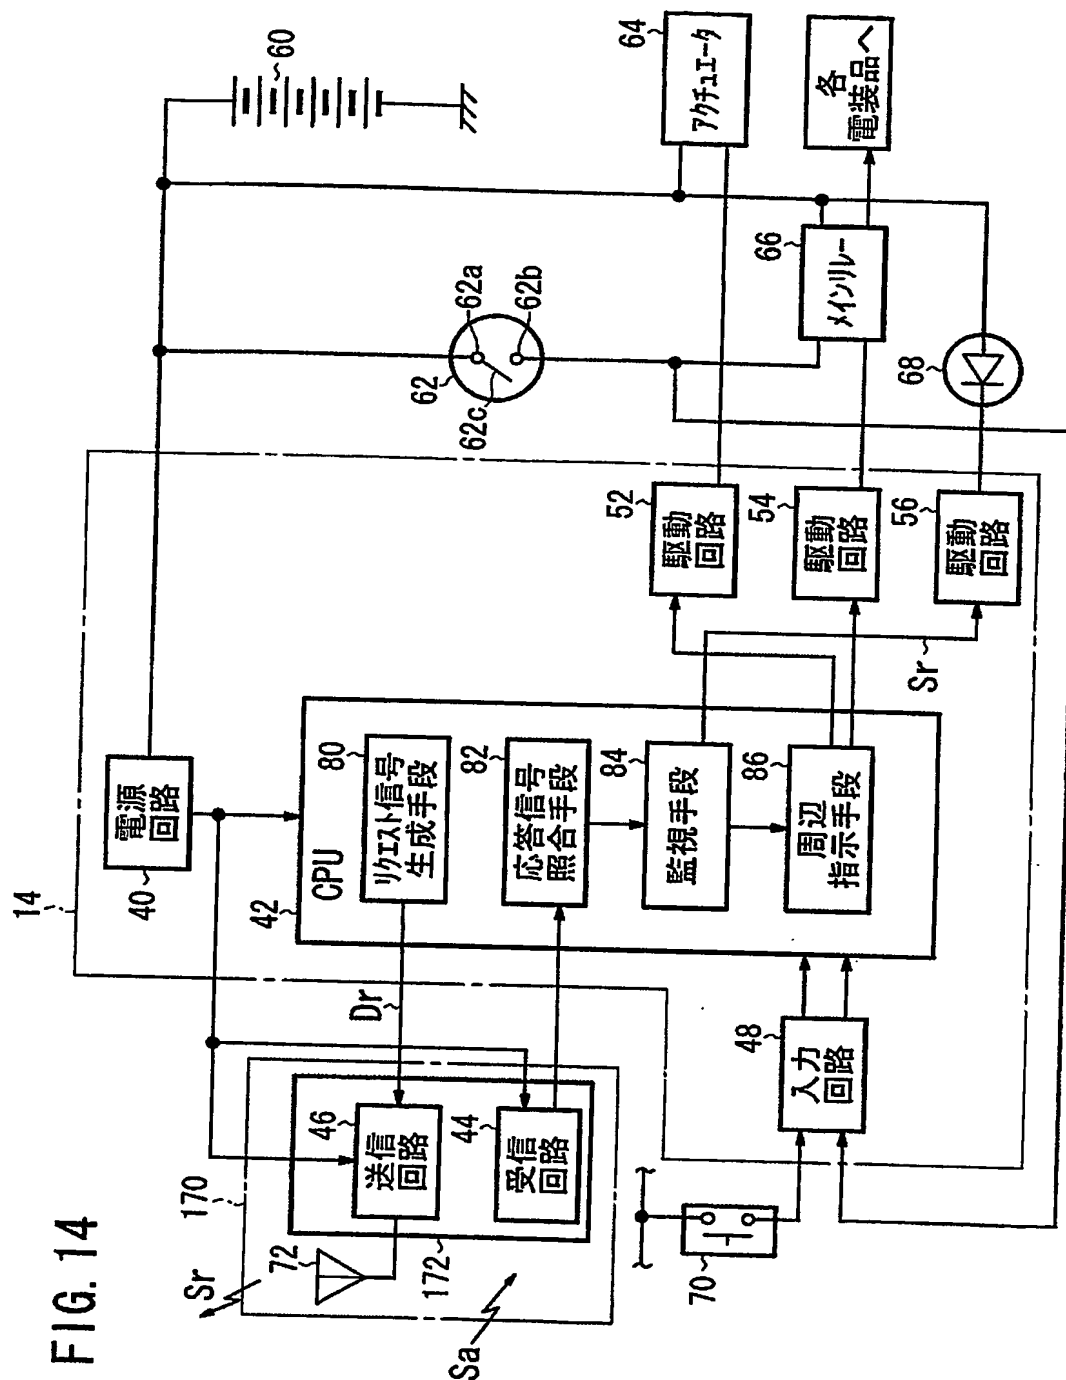 FIG. 14
14
電源
回路
40
60
62
62a
62b
62c
64
アクチュエータ
各
電装品へ
66
メインリレー
68
42
CPU
80
リクエスト信号
生成手段
82
応答信号
照合手段
84
監視手段
86
周辺
指示手段
52
駆動
回路
54
駆動
回路
56
駆動
回路
Sr
Dr
170
46
送信
回路
44
受信
回路
72
172
Sr
Sa
48
入力
回路
70